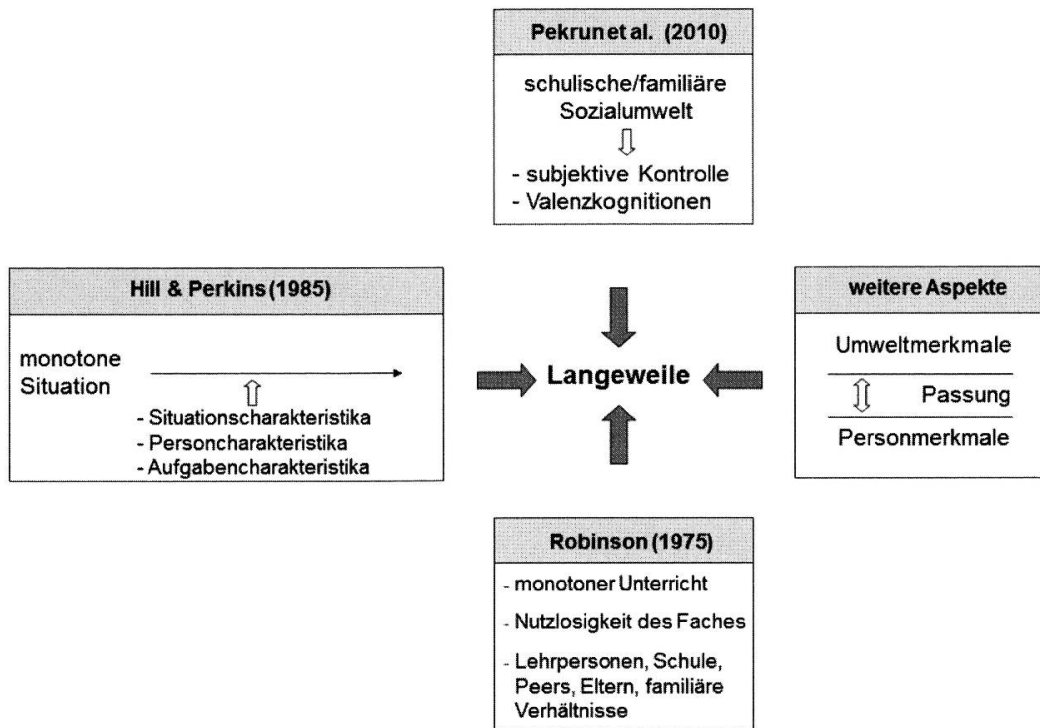 Pekrun et al. (2010)
schulische/familiäre
Sozialumwelt
- subjektive Kontrolle
- Valenzkognitionen
Hill & Perkins (1985)
monotone
Situation
- Situationscharakteristika
- Personcharakteristika
- Aufgabencharakteristika
Langeweile
weitere Aspekte
Umweltmerkmale
Passung
Personmerkmale
Robinson (1975)
- monotoner Unterricht
- Nutzlosigkeit des Faches
- Lehrpersonen, Schule,
Peers, Eltern, familiäre
Verhältnisse